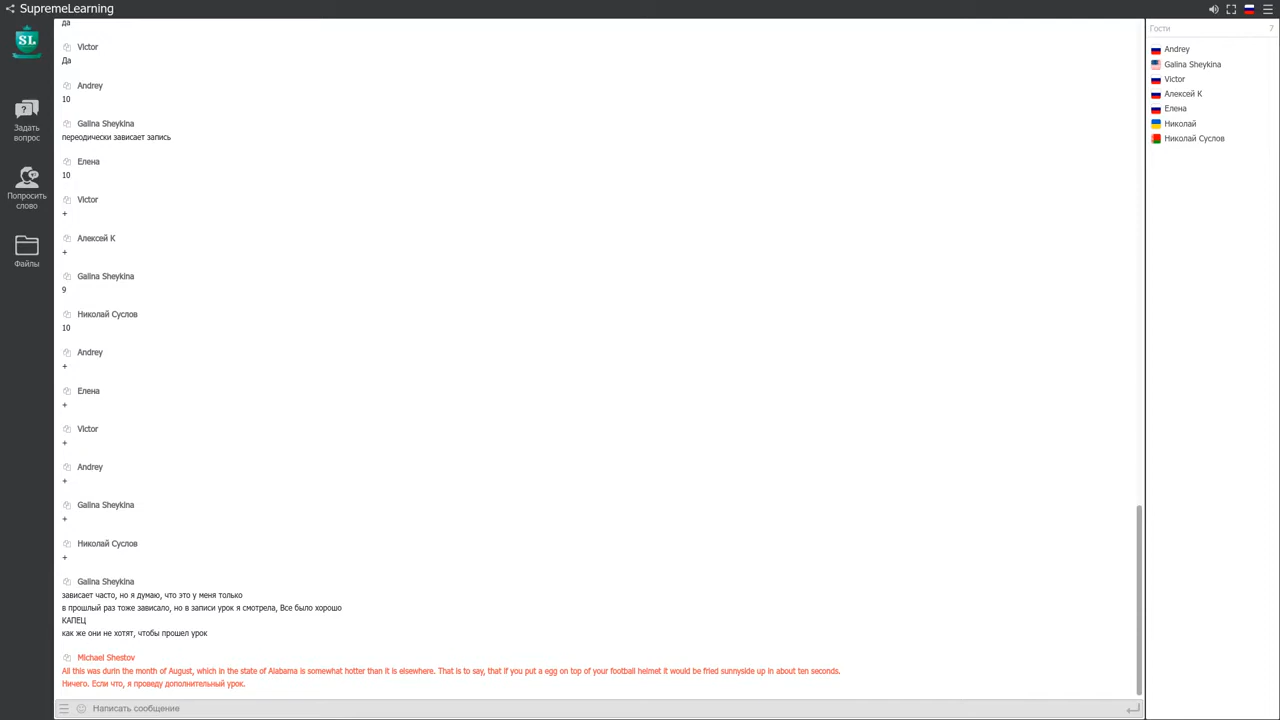 SupremeLearning
SL
Задать
вопрос
Попросить
слово
Файлы
да
Victor
Да
Andrey
10
Galina Sheykina
переодически зависает запись
Елена
10
Victor
+
Алексей К
+
Galina Sheykina
9
Николай Суслов
10
Andrey
+
Елена
+
Victor
+
Andrey
+
Galina Sheykina
+
Николай Суслов
+
Galina Sheykina
зависает часто, но я думаю, что это у меня только
в прошлый раз тоже зависало, но в записи урок я смотрела, Все было хорошо
КАПЕЦ
как же они не хотят, чтобы прошел урок
Michael Shestov
All this was durin the month of August, which in the state of Alabama is somewhat hotter than it is elsewhere. That is to say, that if you put a egg on top of your football helmet it would be fried sunnyside up in about ten seconds.
Ничего. Если что, я проведу дополнительный урок.
Написать сообщение
Гости 7
Andrey
Galina Sheykina
Victor
Алексей К
Елена
Николай
Николай Суслов